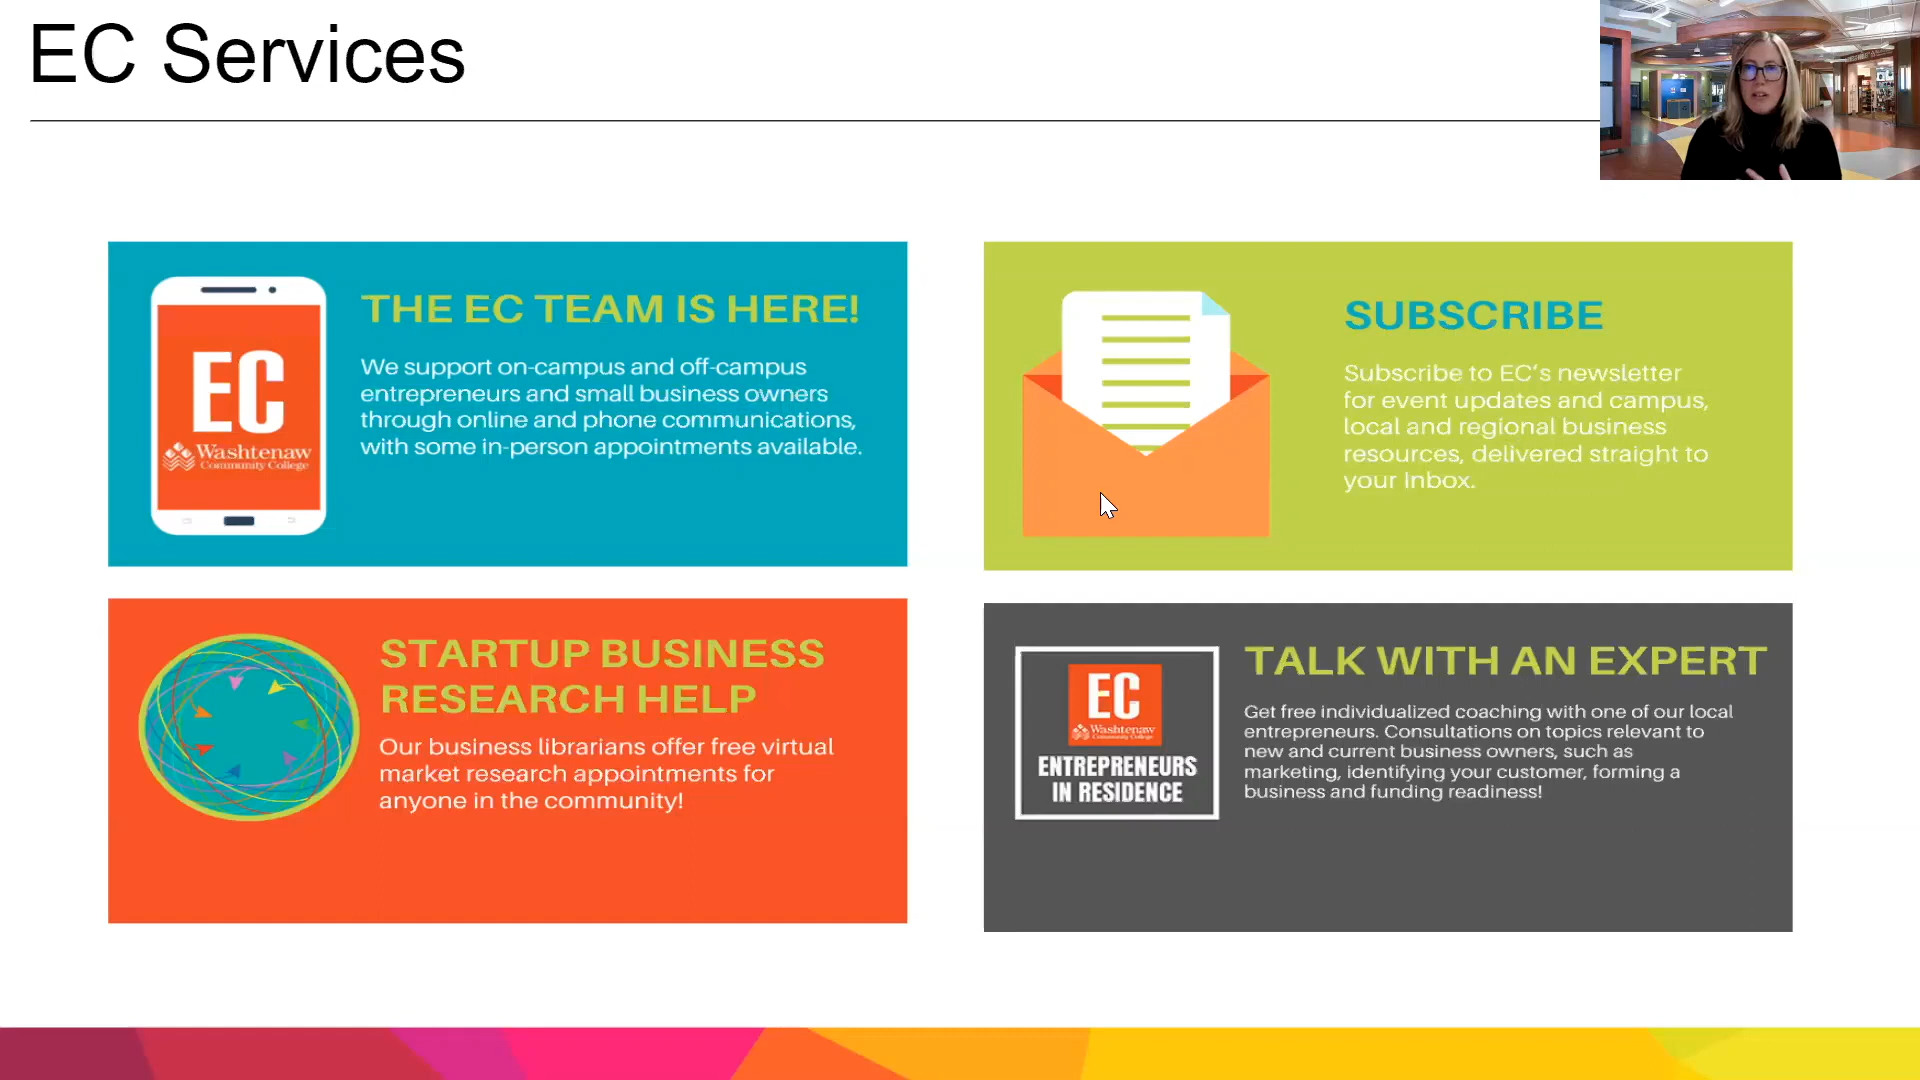 EC Services
THE EC TEAM IS HERE!
We support on-campus and off-campus
entrepreneurs and small business owners
through online and phone communications,
with some in-person appointments available.
EC
Washtenaw
Community College
SUBSCRIBE
Subscribe to EC's newsletter
for event updates and campus,
local and regional business
resources, delivered straight to
your Inbox.
STARTUP BUSINESS
RESEARCH HELP
Our business librarians offer free virtual
market research appointments for
anyone in the community!
EC
Washtenaw
Community College
ENTREPRENEURS
IN RESIDENCE
TALK WITH AN EXPERT
Get free individualized coaching with one of our local
entrepreneurs. Consultations on topics relevant to
new and current business owners, such as
marketing, identifying your customer, forming a
business and funding readiness!